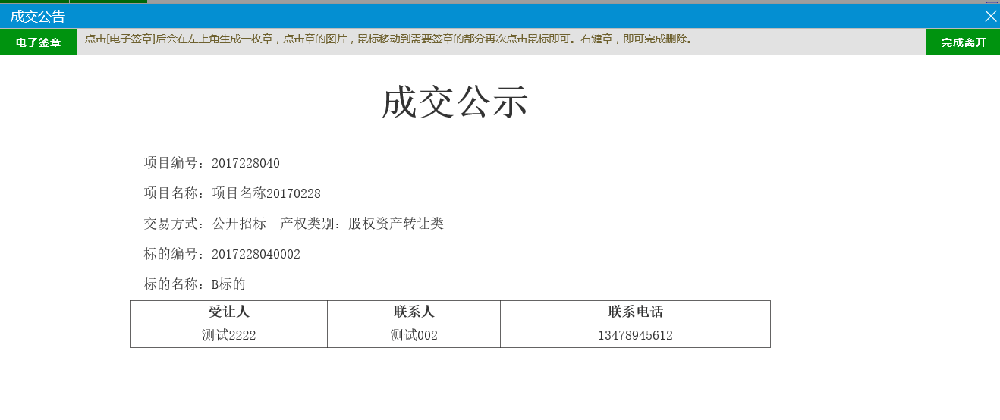 成交公告
电子签章 点击[电子签章]后会在左上角生成一枚章，点击章的图片，鼠标移动到需要签章的部分再次点击鼠标即可。右键章，即可完成删除。 完成离开
成交公示
项目编号：2017228040
项目名称：项目名称20170228
交易方式：公开招标 产权类别：股权资产转让类
标的编号：2017228040002
标的名称：B标的
受让人 联系人 联系电话
测试2222 测试002 13478945612